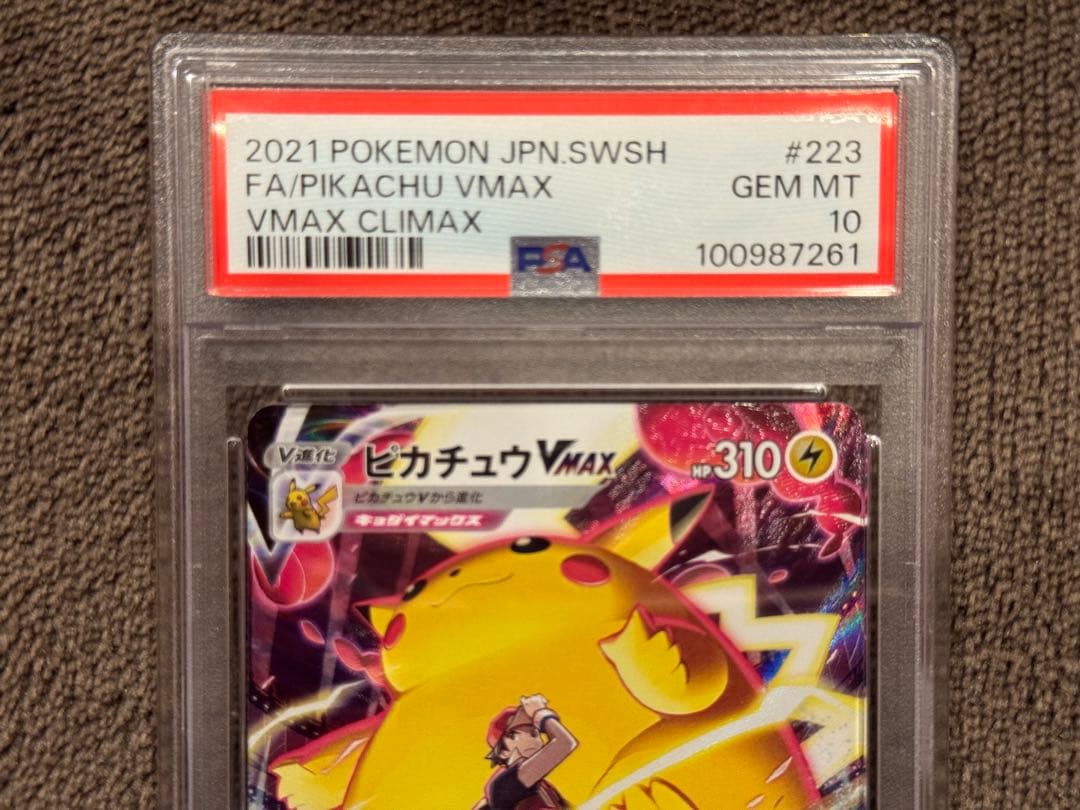 2021 POKEMON JPN.SWSH #223
FA/PIKACHU VMAX GEM MT
VMAX CLIMAX 10
PSA 100987261
V進化 ピカチュウVMAX HP310
ピカチュウVから進化
キョダイマックス